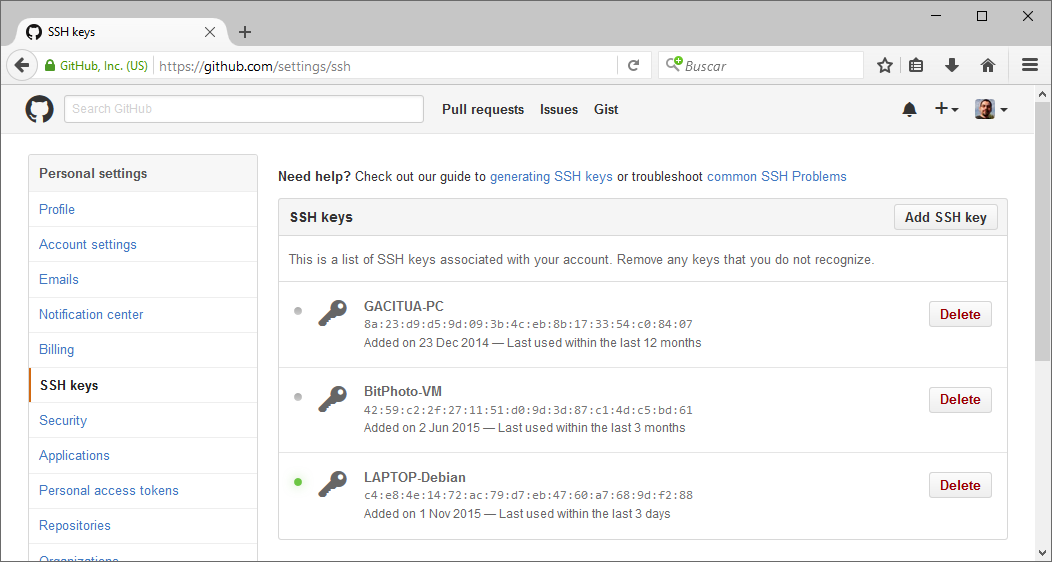 SSH keys
GitHub, Inc. (US)
https://github.com/settings/ssh
Buscar
Search GitHub
Pull requests Issues Gist
Personal settings
Profile
Account settings
Emails
Notification center
Billing
SSH keys
Security
Applications
Personal access tokens
Repositories
Organizations
Need help? Check out our guide to generating SSH keys or troubleshoot common SSH Problems
SSH keys
Add SSH key
This is a list of SSH keys associated with your account. Remove any keys that you do not recognize.
GACITUA-PC
8a:23:d9:d5:9d:09:3b:4c:eb:8b:17:33:54:c0:84:07
Added on 23 Dec 2014 — Last used within the last 12 months
Delete
BitPhoto-VM
42:59:c2:2f:27:11:51:d0:9d:3d:87:c1:4d:c5:bd:61
Added on 2 Jun 2015 — Last used within the last 3 months
Delete
LAPTOP-Debian
c4:e8:4e:14:72:ac:79:d7:eb:47:60:a7:68:9d:f2:88
Added on 1 Nov 2015 — Last used within the last 3 days
Delete